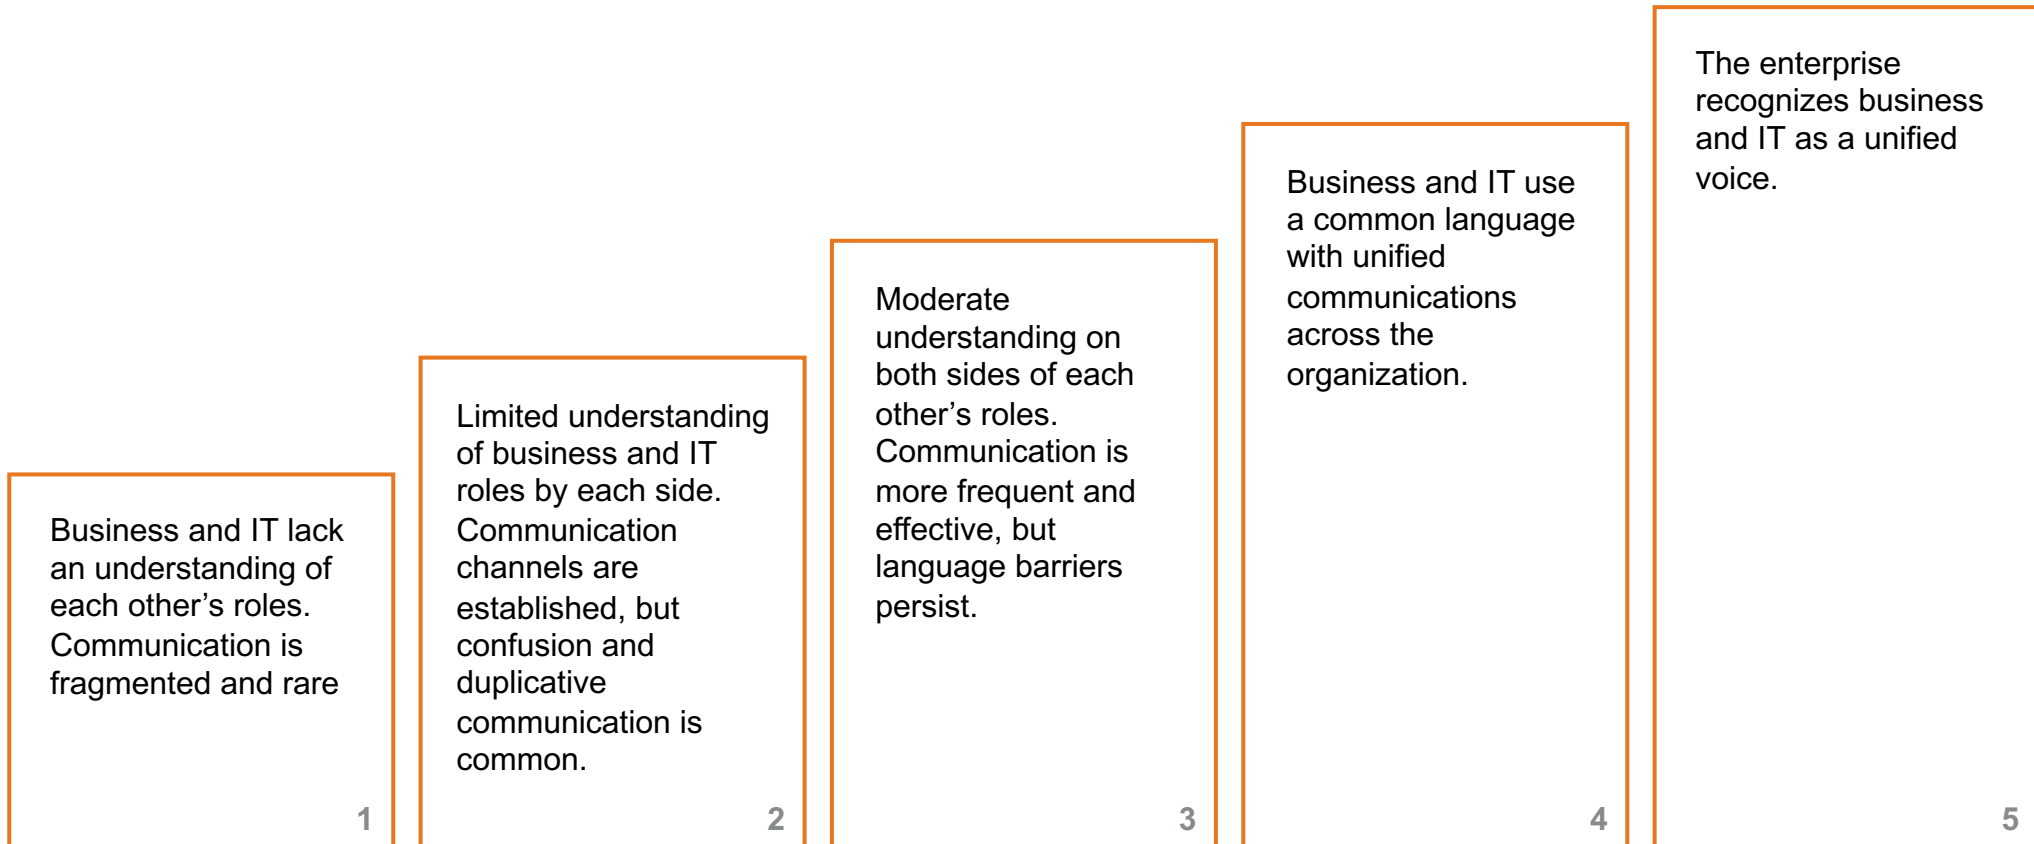 Business and IT lack
an understanding of
each other’s roles.
Communication is
fragmented and rare
1
Limited understanding
of business and IT
roles by each side.
Communication
channels are
established, but
confusion and
duplicative
communication is
common.
2
Moderate
understanding on
both sides of each
other’s roles.
Communication is
more frequent and
effective, but
language barriers
persist.
3
Business and IT use
a common language
with unified
communications
across the
organization.
4
The enterprise
recognizes business
and IT as a unified
voice.
5